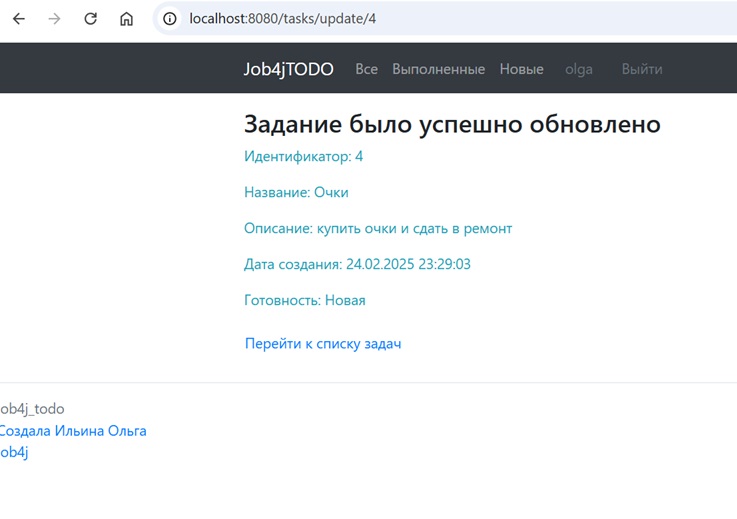 localhost:8080/tasks/update/4
Job4jTODO Все Выполненные Новые olga Выйти
Задание было успешно обновлено
Идентификатор: 4
Название: Очки
Описание: купить очки и сдать в ремонт
Дата создания: 24.02.2025 23:29:03
Готовность: Новая
Перейти к списку задач
ob4j_todo
Создала Ильина Ольга
ob4j